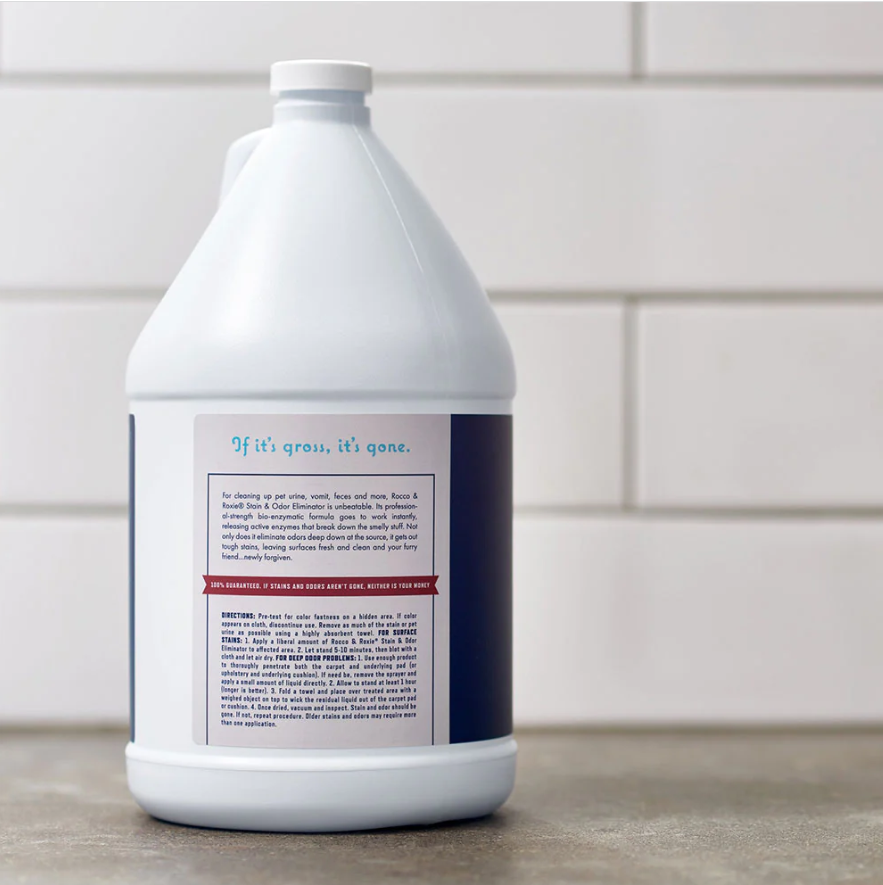 If it's gross, it's gone.
For cleaning up pet urine, vomit, feces and more, Rocco &
Roxie® Stain & Odor Eliminator is unbeatable. Its profession-
al-strength bio-enzymatic formula goes to work instantly,
releasing active enzymes that break down the smelly stuff. Not
only does it eliminate odors deep down at the source, it gets out
tough stains, leaving surfaces fresh and clean and your furry
friend...newly forgiven.
100% GUARANTEED. IF STAINS AND ODORS AREN'T GONE, NEITHER IS YOUR MONEY
DIRECTIONS: Pre-test for color fastness on a hidden area. If color
appears on cloth, discontinue use. Remove as much of the stain or pet
urine as possible using a highly absorbent towel. FOR SURFACE
STAINS: 1. Apply a liberal amount of Rocco & Roxie® Stain & Odor
Eliminator to affected area. 2. Let stand 5-10 minutes, then blot with a
cloth and let air dry. FOR DEEP ODOR PROBLEMS: 1. Use enough product
to thoroughly penetrate both the carpet and underlying pad (or
upholstery and underlying cushion). If need be, remove the sprayer and
apply a small amount of liquid directly. 2. Allow to stand at least 1 hour
(longer is better). 3. Fold a towel and place over treated area with a
weighed object on top to wick the residual liquid out of the carpet pad
or cushion. 4. Once dried, vacuum and inspect. Stain and odor should be
gone. If not, repeat procedure. Older stains and odors may require more
than one application.